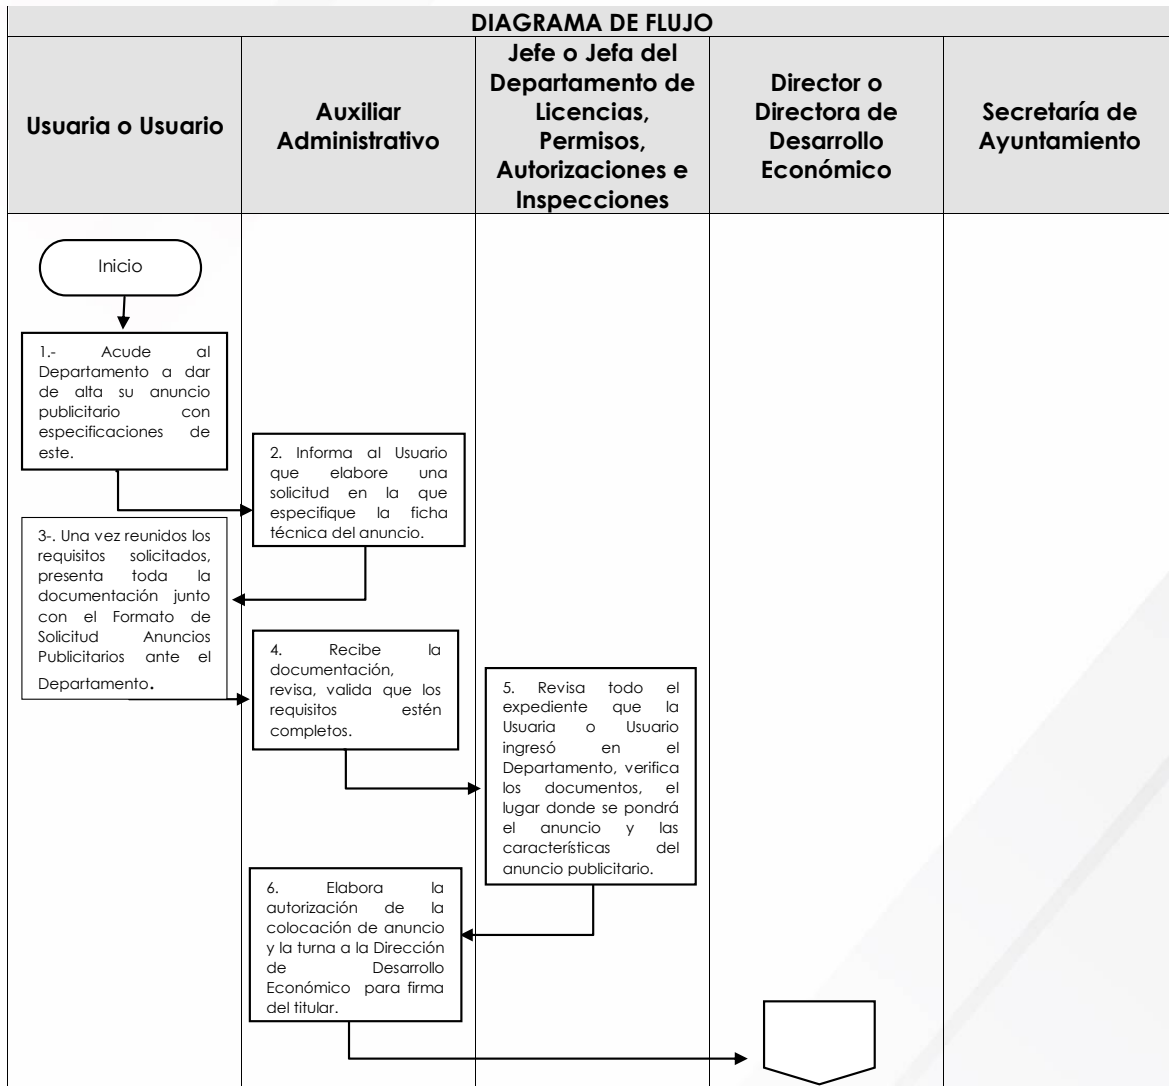 DIAGRAMA DE FLUJO
Usuaria o Usuario
Auxiliar
Administrativo
Jefe o Jefa del
Departamento de
Licencias,
Permisos,
Autorizaciones e
Inspecciones
Director o
Directora de
Desarrollo
Económico
Secretaría de
Ayuntamiento
Inicio
1.- Acude al
Departamento a dar
de alta su anuncio
publicitario con
especificaciones de
este.
2. Informa al Usuario
que elabore una
solicitud en la que
especifique la ficha
técnica del anuncio.
3-. Una vez reunidos los
requisitos solicitados,
presenta toda la
documentación junto
con el Formato de
Solicitud Anuncios
Publicitarios ante el
Departamento.
4. Recibe la
documentación,
revisa, valida que los
requisitos estén
completos.
5. Revisa todo el
expediente que la
Usuaria o Usuario
ingresó en el
Departamento, verifica
los documentos, el
lugar donde se pondrá
el anuncio y las
características del
anuncio publicitario.
6. Elabora la
autorización de la
colocación de anuncio
y la turna a la Dirección
de Desarrollo
Económico para firma
del titular.